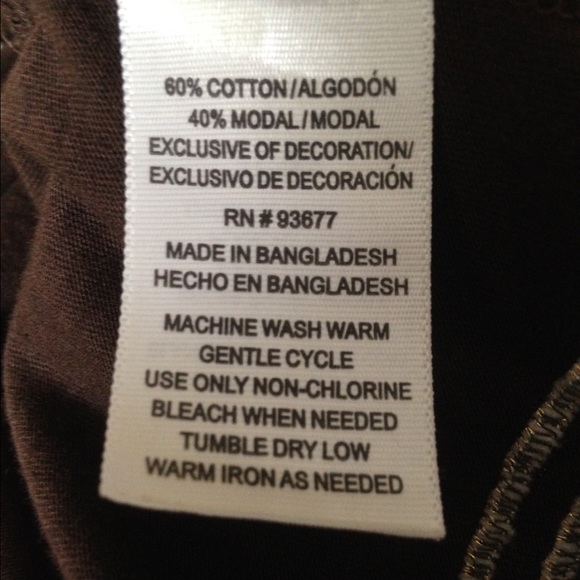 60% COTTON/ALGODÓN
40% MODAL/MODAL
EXCLUSIVE OF DECORATION/
EXCLUSIVO DE DECORACIÓN
RN # 93677
MADE IN BANGLADESH
HECHO EN BANGLADESH
MACHINE WASH WARM
GENTLE CYCLE
USE ONLY NON-CHLORINE
BLEACH WHEN NEEDED
TUMBLE DRY LOW
WARM IRON AS NEEDED